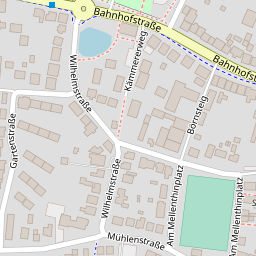 Bahnhofstraße
Bahnhofst
Wilhelmstraße
Kämmererweg
Börnsteig
Gartenstraße
Wilhelmstraße
Am Mellenthinplatz
Am Mellenthinplatz
Mühlenstraße
S